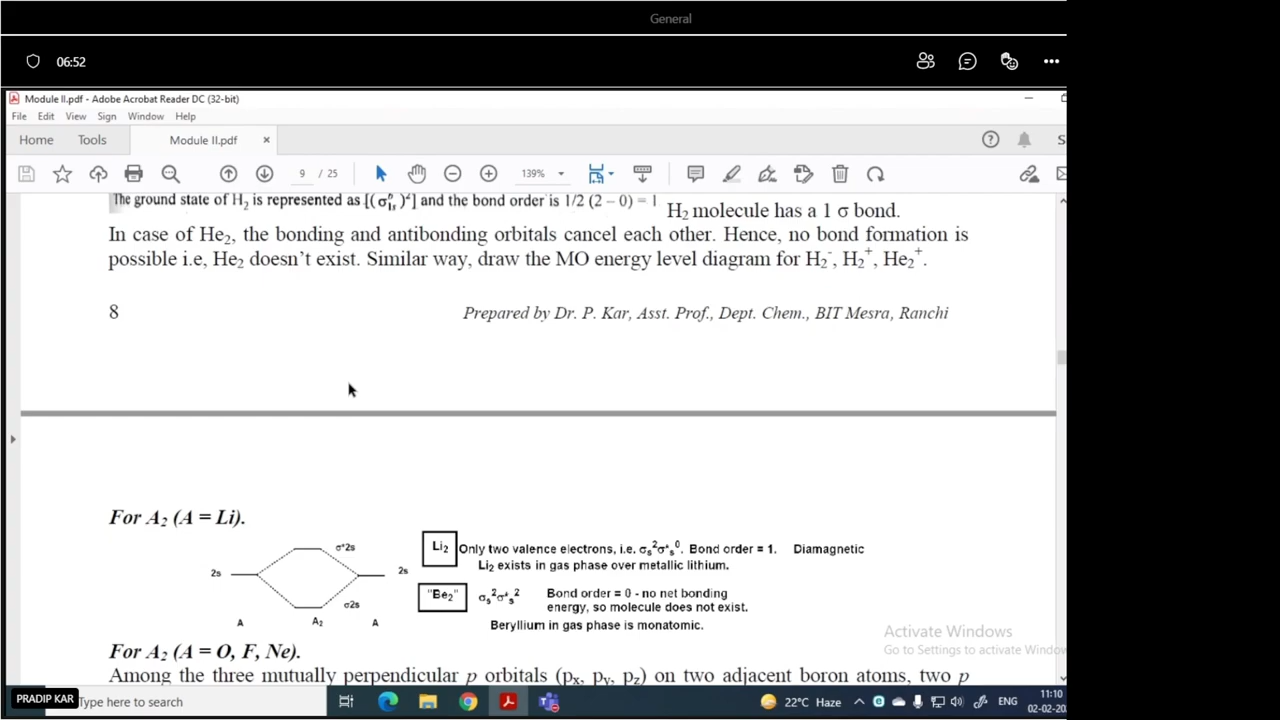 General
06:52
Module II.pdf - Adobe Acrobat Reader DC (32-bit)
File Edit View Sign Window Help
Home Tools Module II.pdf ×
9 / 25 139%
The ground state of H₂ is represented as [(σᵇ₁ₛ)²] and the bond order is 1/2 (2 – 0) = 1 H₂ molecule has a 1 σ bond.
In case of He₂, the bonding and antibonding orbitals cancel each other. Hence, no bond formation is
possible i.e, He₂ doesn't exist. Similar way, draw the MO energy level diagram for H₂⁻, H₂⁺, He₂⁺.
8 Prepared by Dr. P. Kar, Asst. Prof., Dept. Chem., BIT Mesra, Ranchi
For A₂ (A = Li).
σ*2s
2s 2s
σ2s
A A₂ A
Li₂ Only two valence electrons, i.e. σₛ²σ*ₛ⁰. Bond order = 1. Diamagnetic
Li₂ exists in gas phase over metallic lithium.
"Be₂" σₛ²σ*ₛ² Bond order = 0 - no net bonding
energy, so molecule does not exist.
Beryllium in gas phase is monatomic.
Activate Windows
Go to Settings to activate Window
For A₂ (A = O, F, Ne).
Among the three mutually perpendicular p orbitals (pₓ, pᵧ, p_z) on two adjacent boron atoms, two p
PRADIP KAR
Type here to search
22°C Haze
ENG
11:10
02-02-20